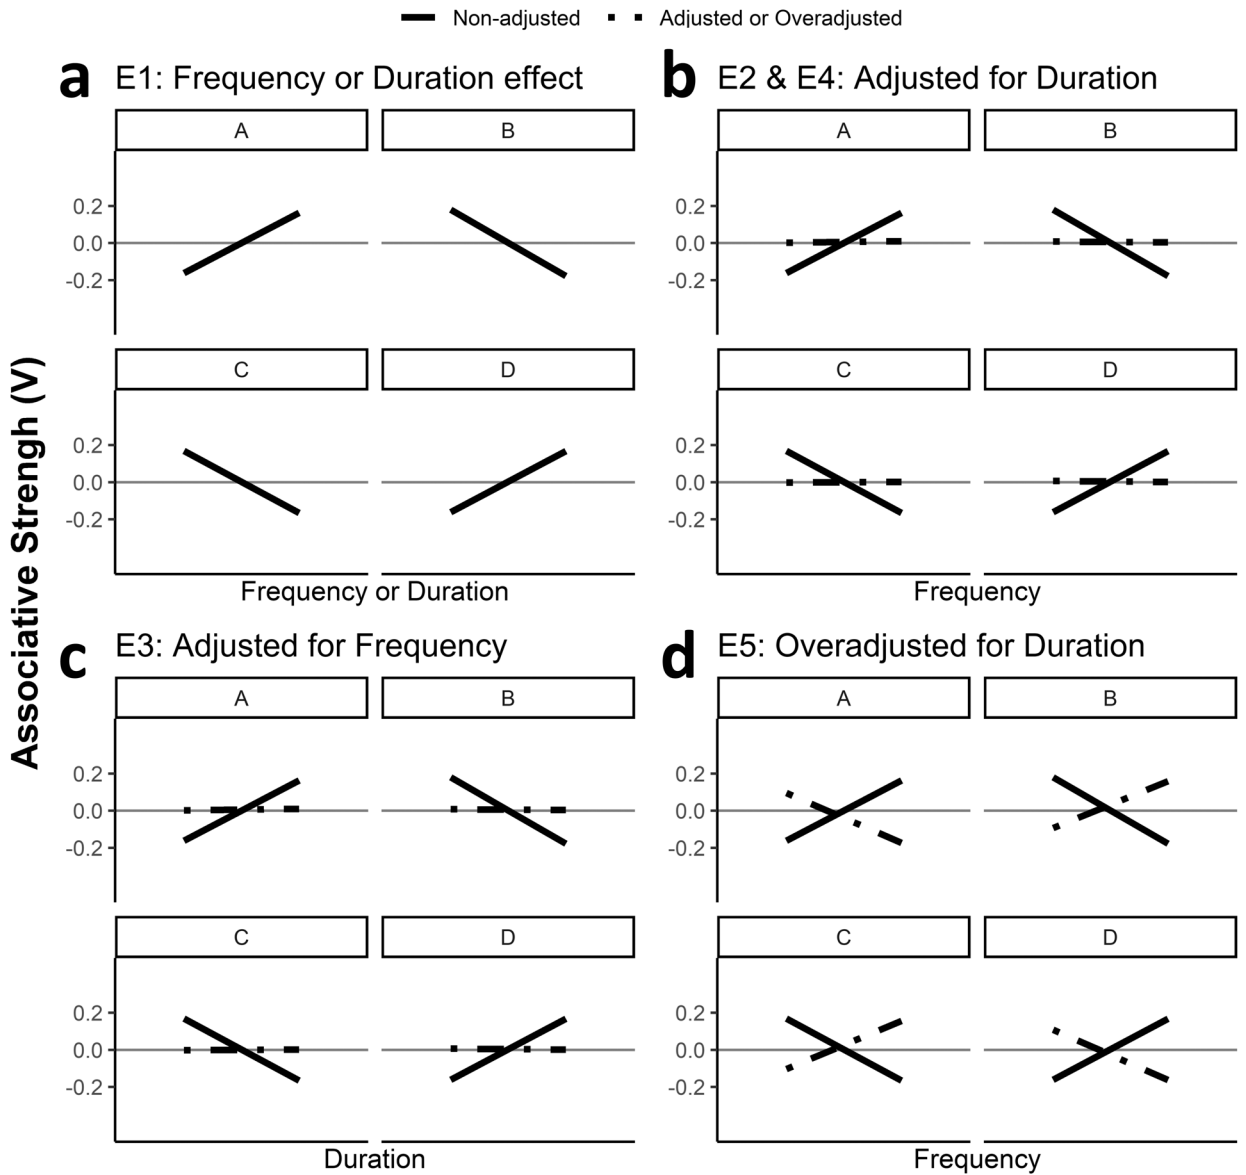 Non-adjusted Adjusted or Overadjusted
a E1: Frequency or Duration effect
A B
0.2
0.0
-0.2
C D
0.2
0.0
-0.2
Frequency or Duration
b E2 & E4: Adjusted for Duration
A B
0.2
0.0
-0.2
C D
0.2
0.0
-0.2
Frequency
Associative Strengh (V)
c E3: Adjusted for Frequency
A B
0.2
0.0
-0.2
C D
0.2
0.0
-0.2
Duration
d E5: Overadjusted for Duration
A B
0.2
0.0
-0.2
C D
0.2
0.0
-0.2
Frequency